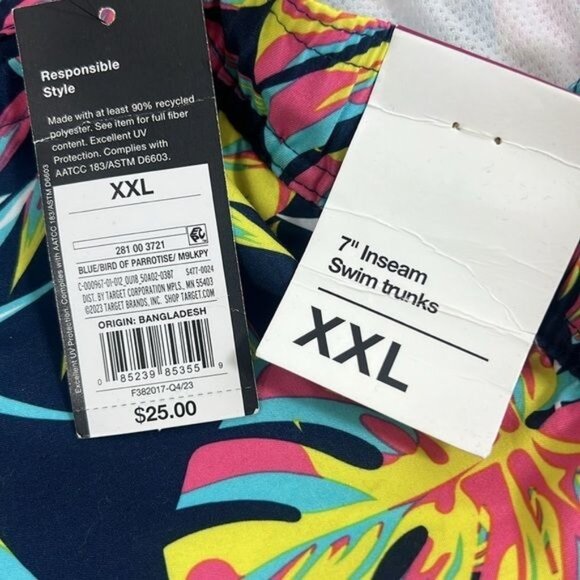 Responsible
Style
Made with at least 90% recycled
polyester. See item for full fiber
content. Excellent UV
Protection. Complies with
AATCC 183/ASTM D6603.
XXL
281 00 3721
BLUE/BIRD OF PARROTISE/ M9LKPY
C-000967-01-012_OU1B_S0A02-03B7 5477-0024
DIST. BY TARGET CORPORATION MPLS., MN 55403
©2023 TARGET BRANDS, INC. SHOP TARGET.COM
ORIGIN: BANGLADESH
0 85239 85355 9
F382017-Q4/23
$25.00
Excellent UV Protection. Complies with AATCC 183/ASTM D6603
7" Inseam
Swim trunks
XXL